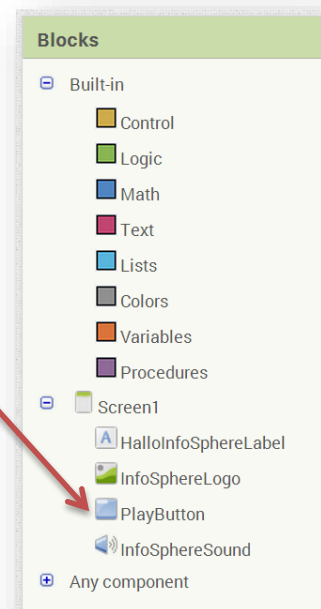 Blocks
Built-in
Control
Logic
Math
Text
Lists
Colors
Variables
Procedures
Screen1
A HalloInfoSphereLabel
InfoSphereLogo
PlayButton
InfoSphereSound
Any component